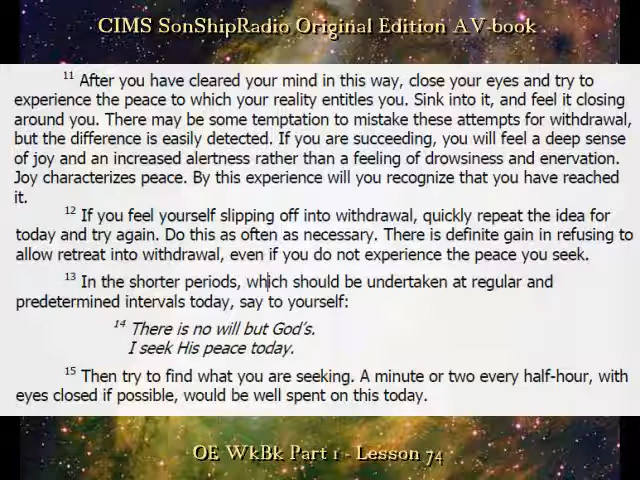 CIMS SonShipRadio Original Edition AV-book
11 After you have cleared your mind in this way, close your eyes and try to
experience the peace to which your reality entitles you. Sink into it, and feel it closing
around you. There may be some temptation to mistake these attempts for withdrawal,
but the difference is easily detected. If you are succeeding, you will feel a deep sense
of joy and an increased alertness rather than a feeling of drowsiness and enervation.
Joy characterizes peace. By this experience will you recognize that you have reached
it.
12 If you feel yourself slipping off into withdrawal, quickly repeat the idea for
today and try again. Do this as often as necessary. There is definite gain in refusing to
allow retreat into withdrawal, even if you do not experience the peace you seek.
13 In the shorter periods, which should be undertaken at regular and
predetermined intervals today, say to yourself:
14 There is no will but God's.
I seek His peace today.
15 Then try to find what you are seeking. A minute or two every half-hour, with
eyes closed if possible, would be well spent on this today.
OE WkBk Part 1 - Lesson 74